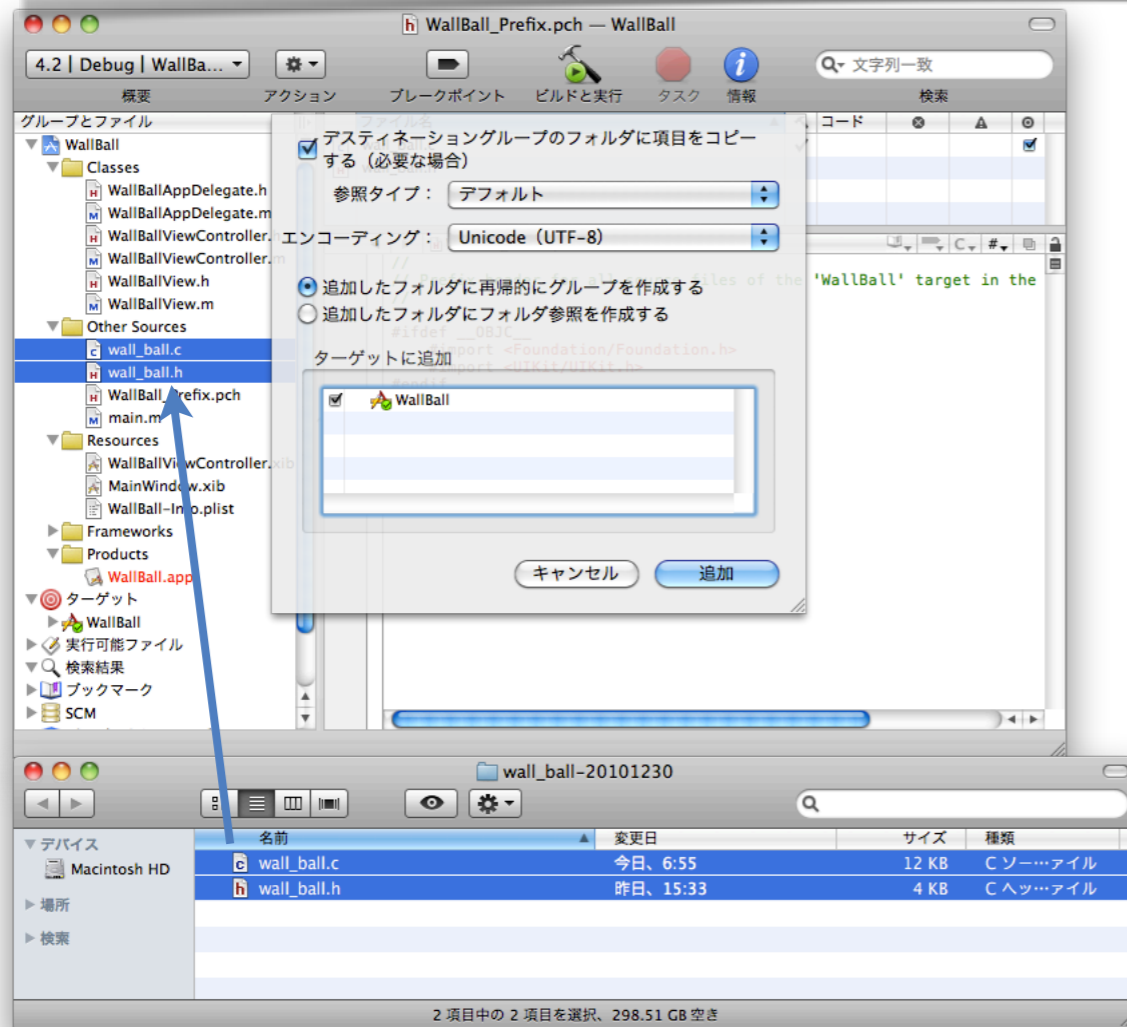 WallBall_Prefix.pch — WallBall
4.2 | Debug | WallBa...
文字列一致
概要 アクション ブレークポイント ビルドと実行 タスク 情報 検索
グループとファイル
ファイル名 コード
WallBall
Classes
WallBallAppDelegate.h
WallBallAppDelegate.m
WallBallViewController.h
WallBallViewController.m
WallBallView.h
WallBallView.m
Other Sources
wall_ball.c
wall_ball.h
WallBall_Prefix.pch
main.m
Resources
WallBallViewController.xib
MainWindow.xib
WallBall-Info.plist
Frameworks
Products
WallBall.app
ターゲット
WallBall
実行可能ファイル
検索結果
ブックマーク
SCM
デスティネーショングループのフォルダに項目をコピー
する（必要な場合）
参照タイプ： デフォルト
エンコーディング： Unicode（UTF-8）
追加したフォルダに再帰的にグループを作成する
追加したフォルダにフォルダ参照を作成する
ターゲットに追加
WallBall
キャンセル 追加
C #
//
// Prefix header for all source files of the 'WallBall' target in the
//
#ifdef __OBJC__
#import <Foundation/Foundation.h>
#import <UIKit/UIKit.h>
#endif
wall_ball-20101230
デバイス
Macintosh HD
場所
検索
名前 変更日 サイズ 種類
wall_ball.c 今日、6:55 12 KB C ソー…ァイル
wall_ball.h 昨日、15:33 4 KB C ヘッ…ァイル
2 項目中の 2 項目を選択、298.51 GB 空き